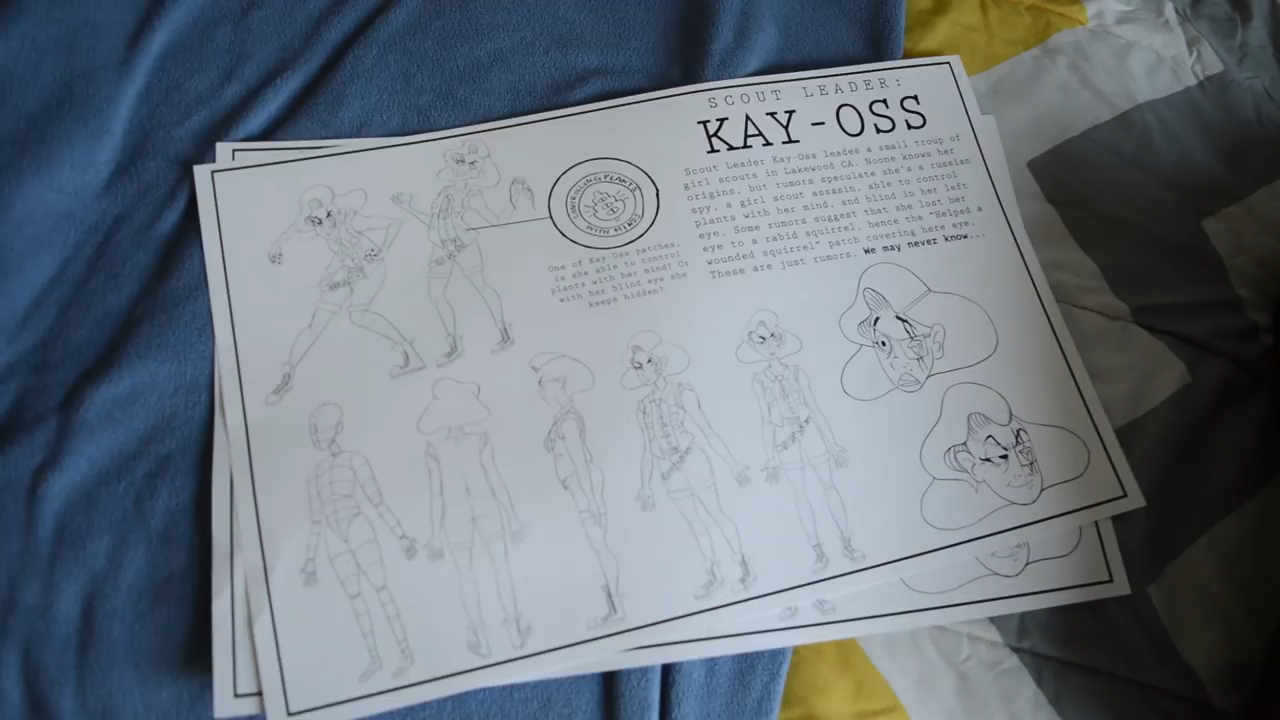 SCOUT LEADER:
KAY-OSS
Scout Leader Kay-Oss leades a small troup of
girl scouts in Lakewood CA. Noone knows her
origins, but rumors speculate she's a russian
spy, a girl scout assasin, able to control
plants with her mind, and blind in her left
eye. Some rumors suggest that she lost her
eye to a rabid squirrel, hence the "Helped a
wounded squirrel" patch covering here eye.
These are just rumors. We may never know...
CONTROLLING PLANTS
WITH MIND
One of Kay-Oss patches,
is she able to control
plants with her mind? Or
with her blind eye she
keeps hidden?